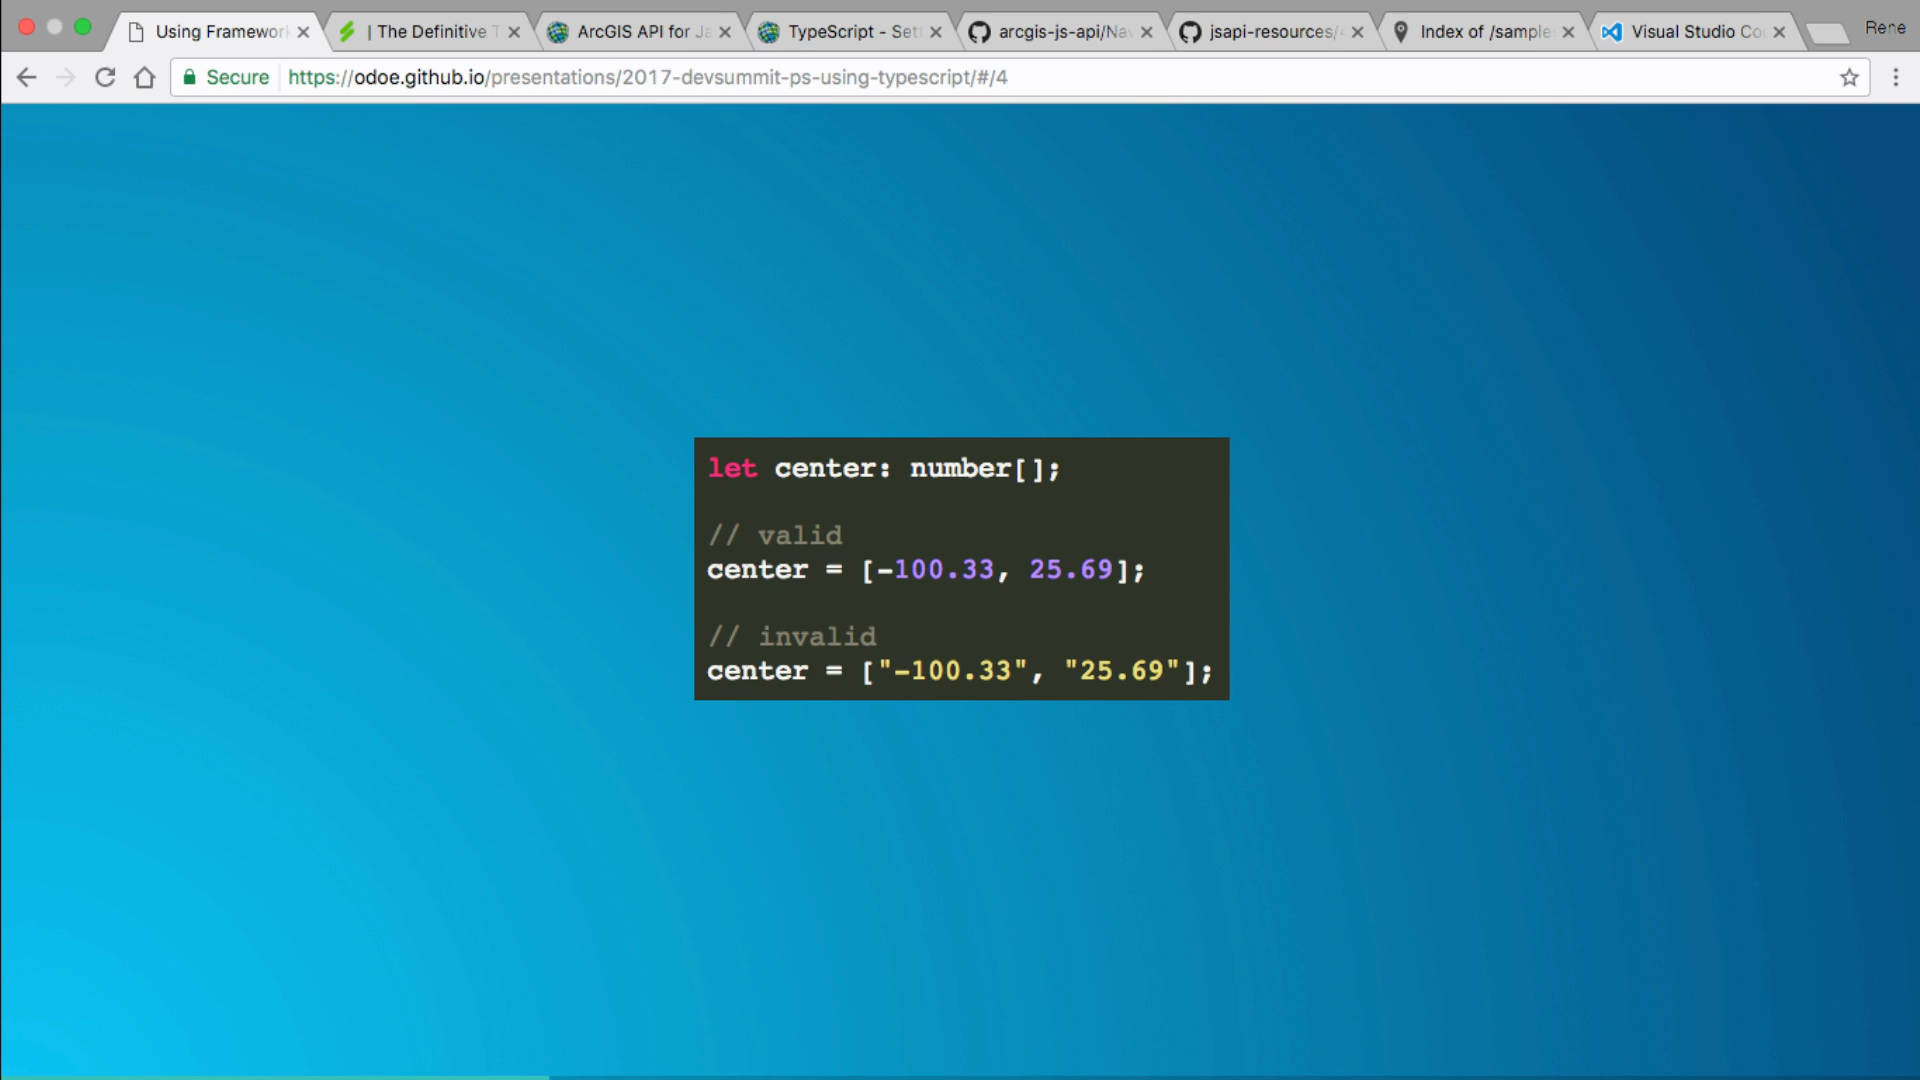 Using Framewor
| The Definitive
ArcGIS API for Ja
TypeScript - Set
arcgis-js-api/Na
jsapi-resources/
Index of /sample
Visual Studio Co
Rene
Secure https://odoe.github.io/presentations/2017-devsummit-ps-using-typescript/#/4
let center: number[];
// valid
center = [-100.33, 25.69];
// invalid
center = ["-100.33", "25.69"];